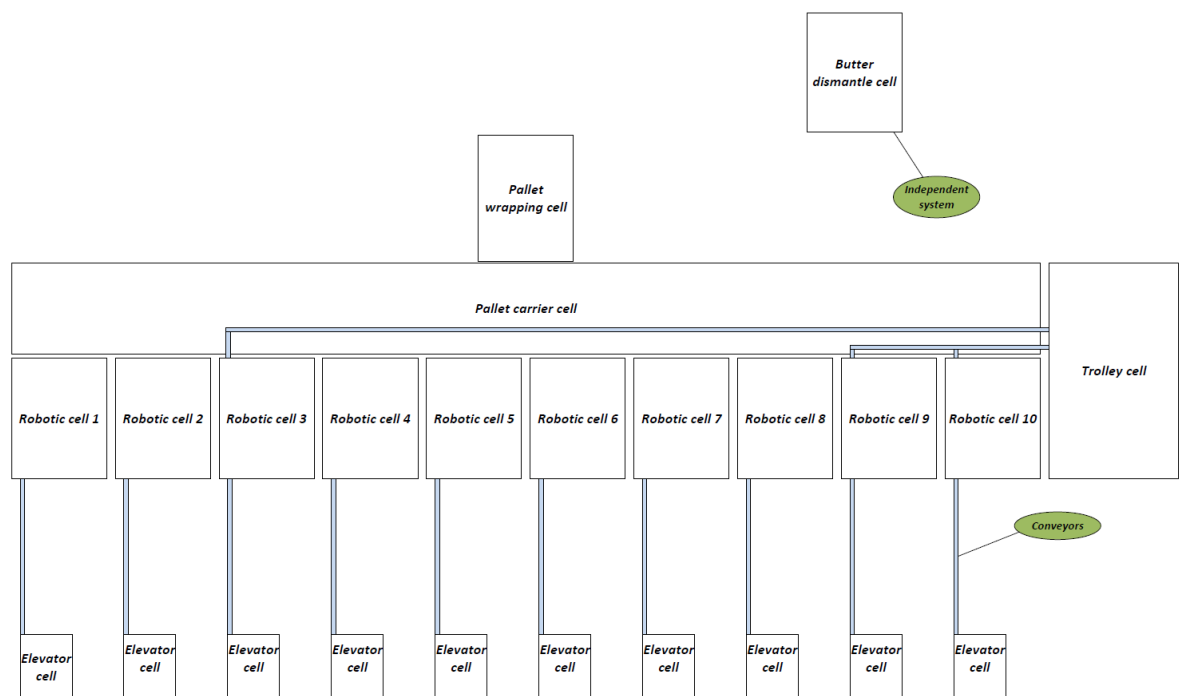 Butter
dismantle cell
Independent
system
Pallet
wrapping cell
Pallet carrier cell
Trolley cell
Robotic cell 1
Robotic cell 2
Robotic cell 3
Robotic cell 4
Robotic cell 5
Robotic cell 6
Robotic cell 7
Robotic cell 8
Robotic cell 9
Robotic cell 10
Conveyors
Elevator
cell
Elevator
cell
Elevator
cell
Elevator
cell
Elevator
cell
Elevator
cell
Elevator
cell
Elevator
cell
Elevator
cell
Elevator
cell